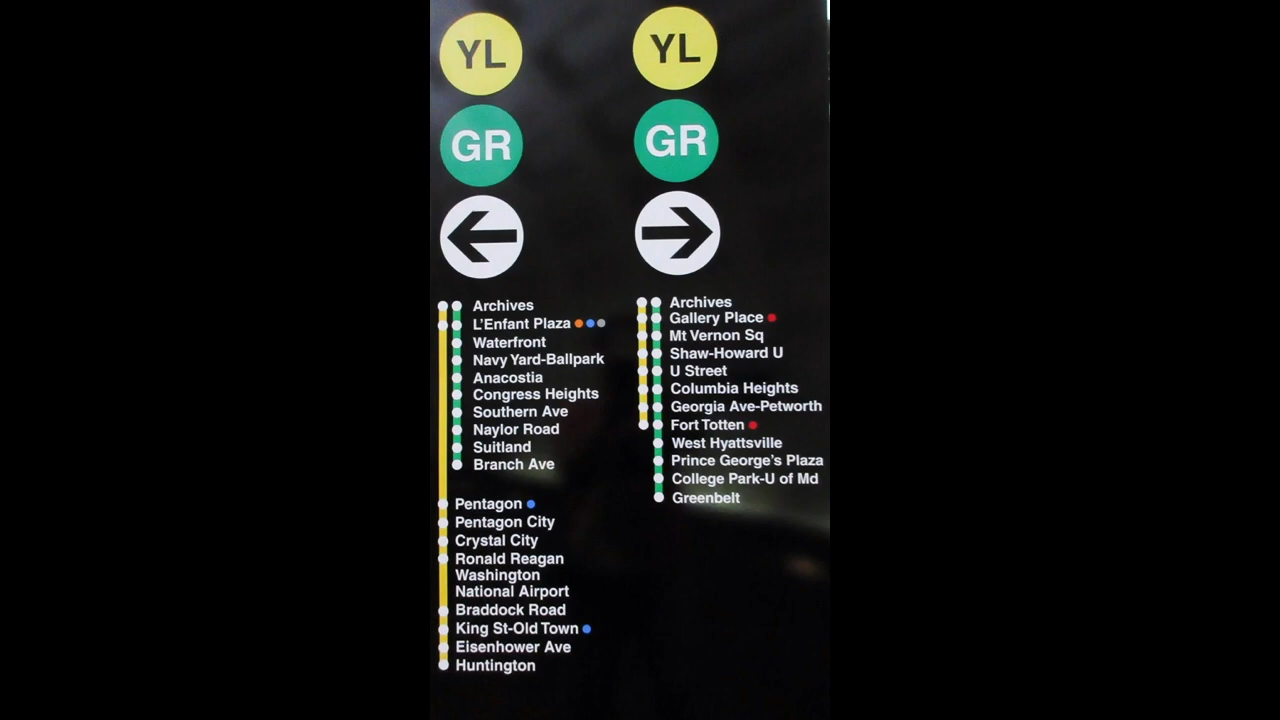 YL
GR
Archives
L'Enfant Plaza
Waterfront
Navy Yard-Ballpark
Anacostia
Congress Heights
Southern Ave
Naylor Road
Suitland
Branch Ave
Pentagon
Pentagon City
Crystal City
Ronald Reagan
Washington
National Airport
Braddock Road
King St-Old Town
Eisenhower Ave
Huntington
YL
GR
Archives
Gallery Place
Mt Vernon Sq
Shaw-Howard U
U Street
Columbia Heights
Georgia Ave-Petworth
Fort Totten
West Hyattsville
Prince George's Plaza
College Park-U of Md
Greenbelt